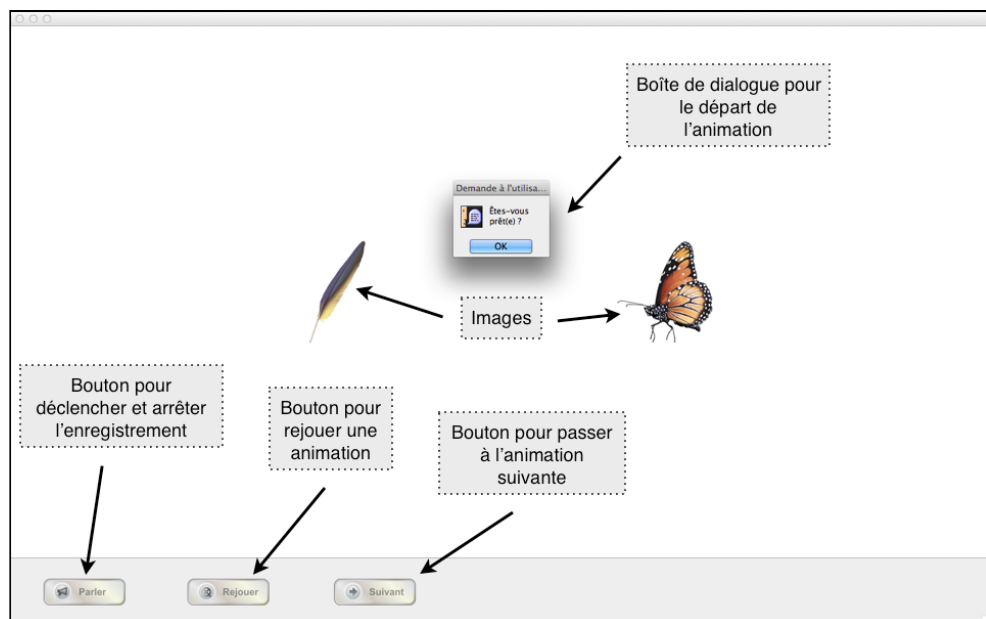 Boîte de dialogue pour
le départ de
l'animation
Demande à l'utilisa...
Êtes-vous
prêt(e) ?
OK
Images
Bouton pour
déclencher et arrêter
l'enregistrement
Bouton pour
rejouer une
animation
Bouton pour passer
à l'animation
suivante
Parler
Rejouer
Suivant